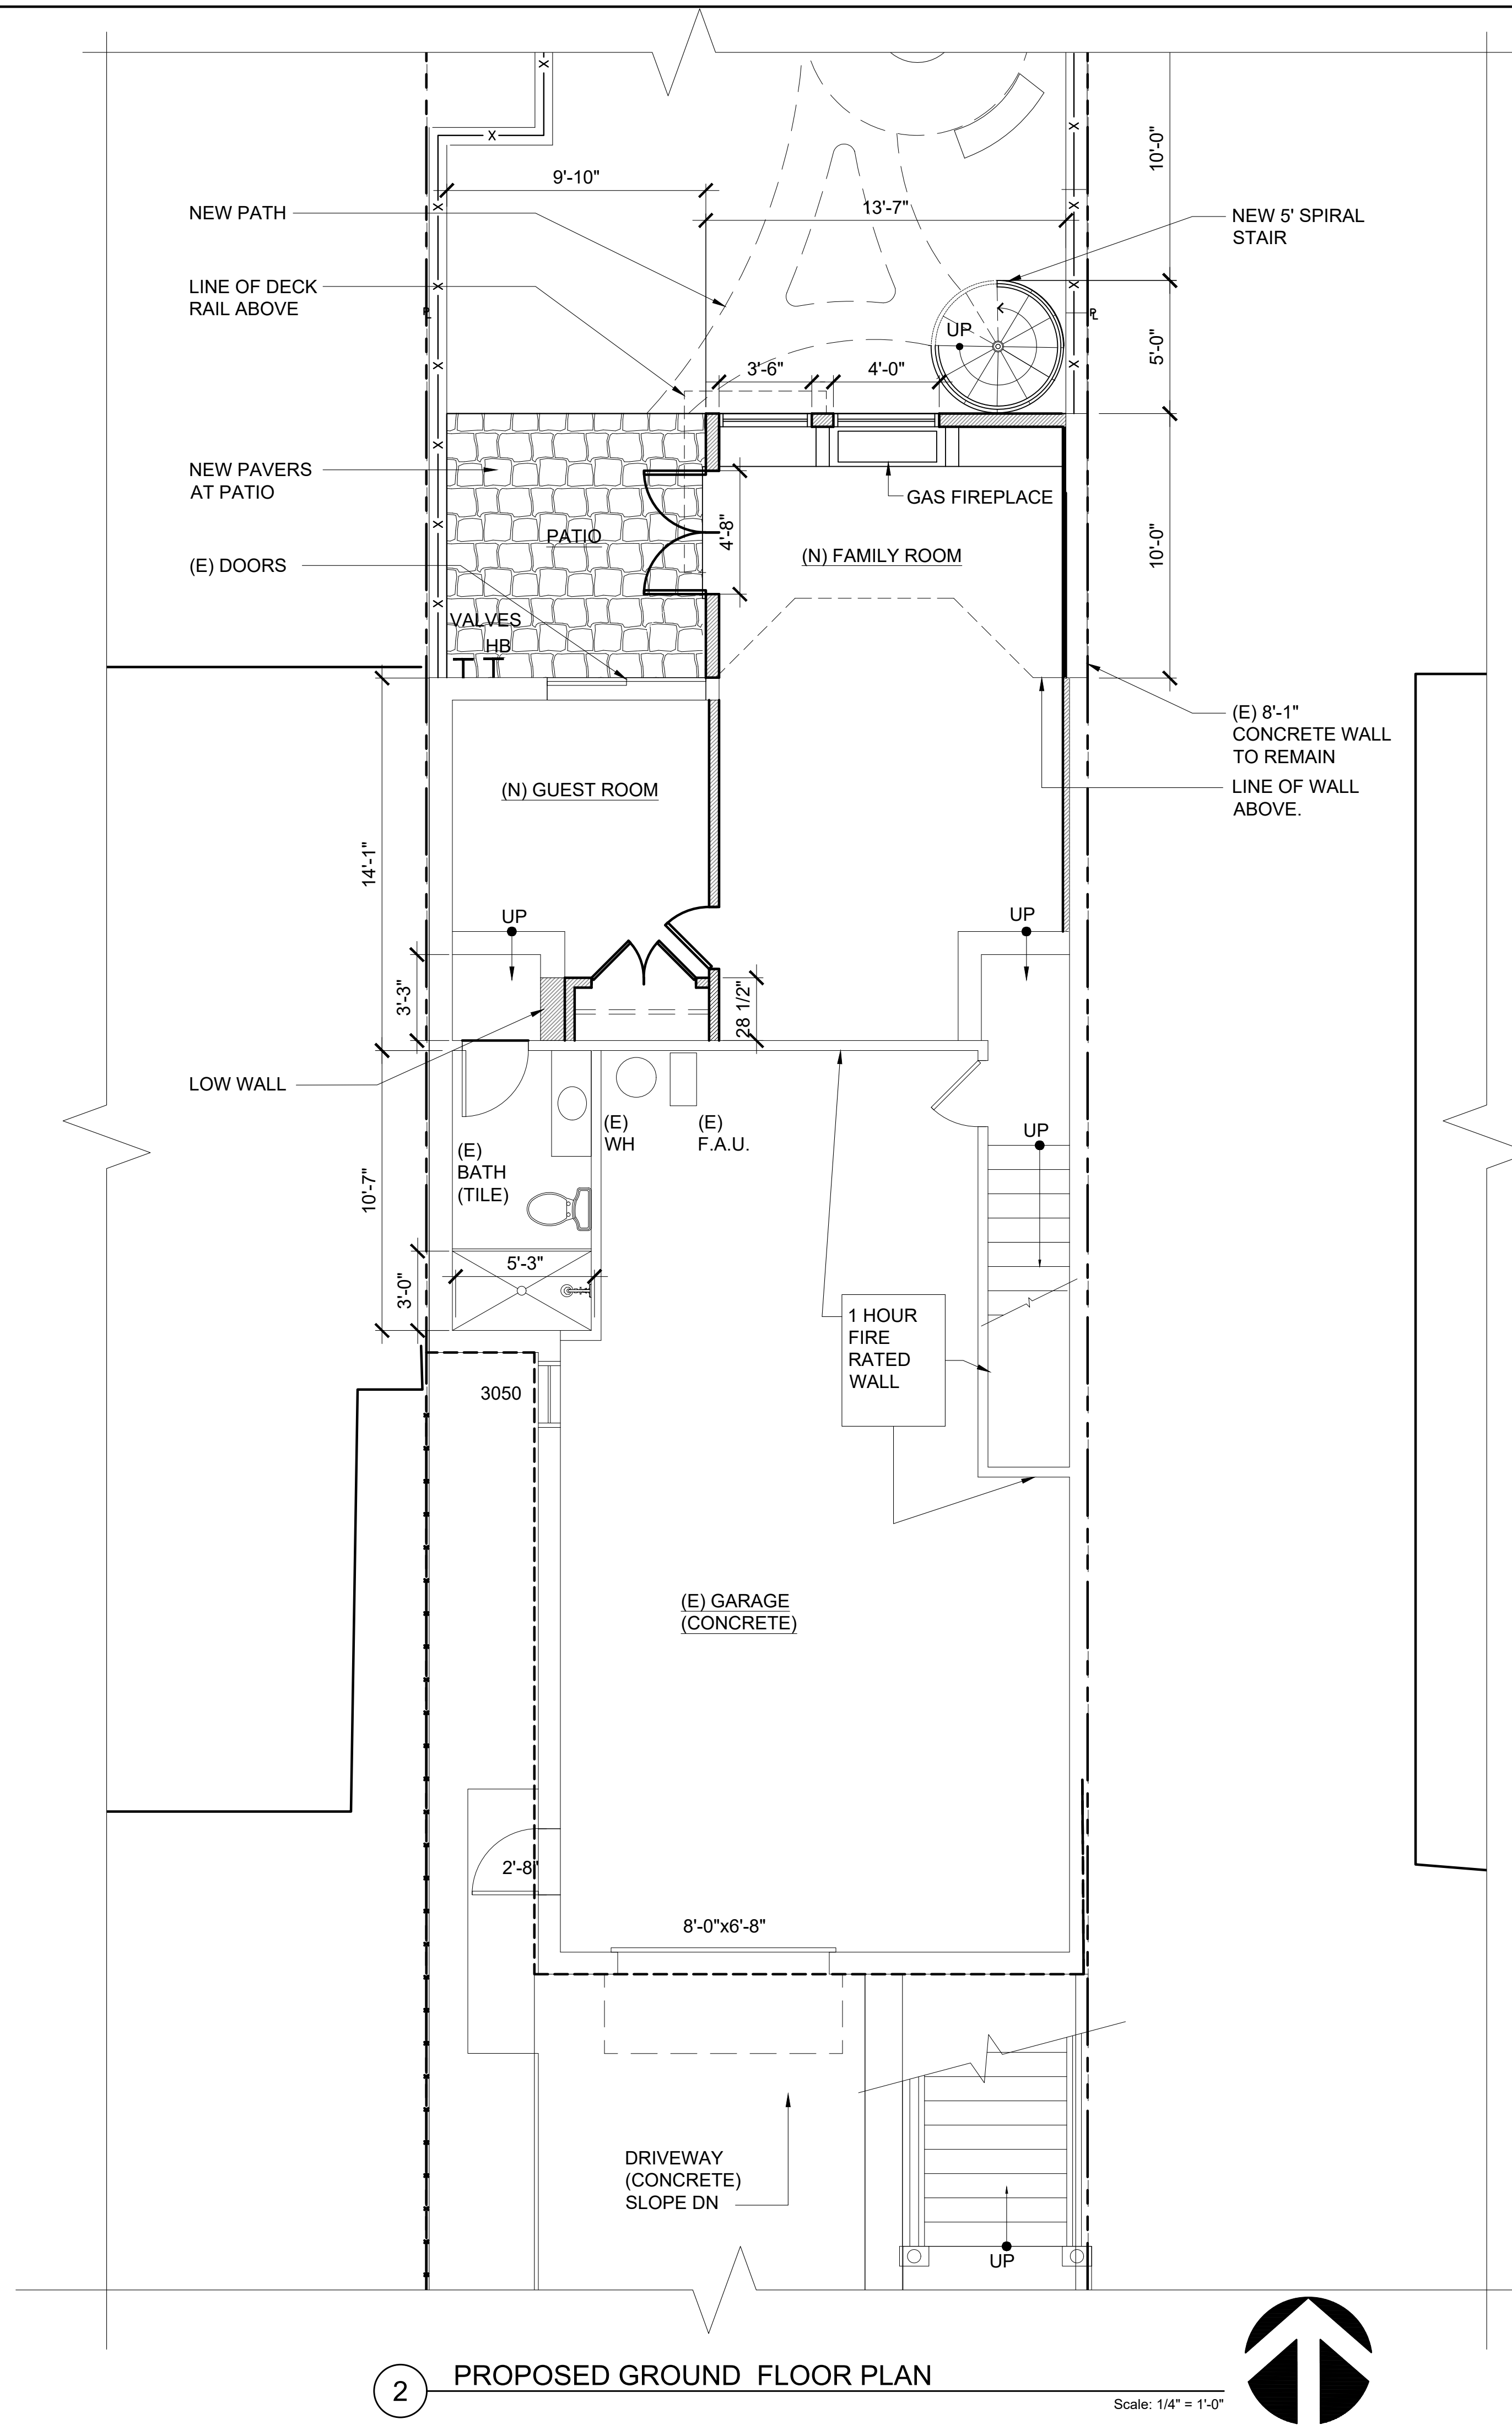 X
X
10'-0"
9'-10"
13'-7"
NEW PATH
X
X
NEW 5' SPIRAL
STAIR
LINE OF DECK
RAIL ABOVE
X
X
PL
PL
UP
5'-0"
X
3'-6"
4'-0"
X
X
NEW PAVERS
AT PATIO
GAS FIREPLACE
X
PATIO
4'-8"
(N) FAMILY ROOM
10'-0"
(E) DOORS
X
VALVES
HB
(E) 8'-1"
CONCRETE WALL
TO REMAIN
LINE OF WALL
ABOVE.
(N) GUEST ROOM
14'-1"
UP
UP
3'-3"
28 1/2"
LOW WALL
(E)
WH
(E)
F.A.U.
UP
(E)
BATH
(TILE)
10'-7"
5'-3"
3'-0"
1 HOUR
FIRE
RATED
WALL
3050
(E) GARAGE
(CONCRETE)
2'-8"
8'-0"x6'-8"
DRIVEWAY
(CONCRETE)
SLOPE DN
UP
2
PROPOSED GROUND FLOOR PLAN
Scale: 1/4" = 1'-0"